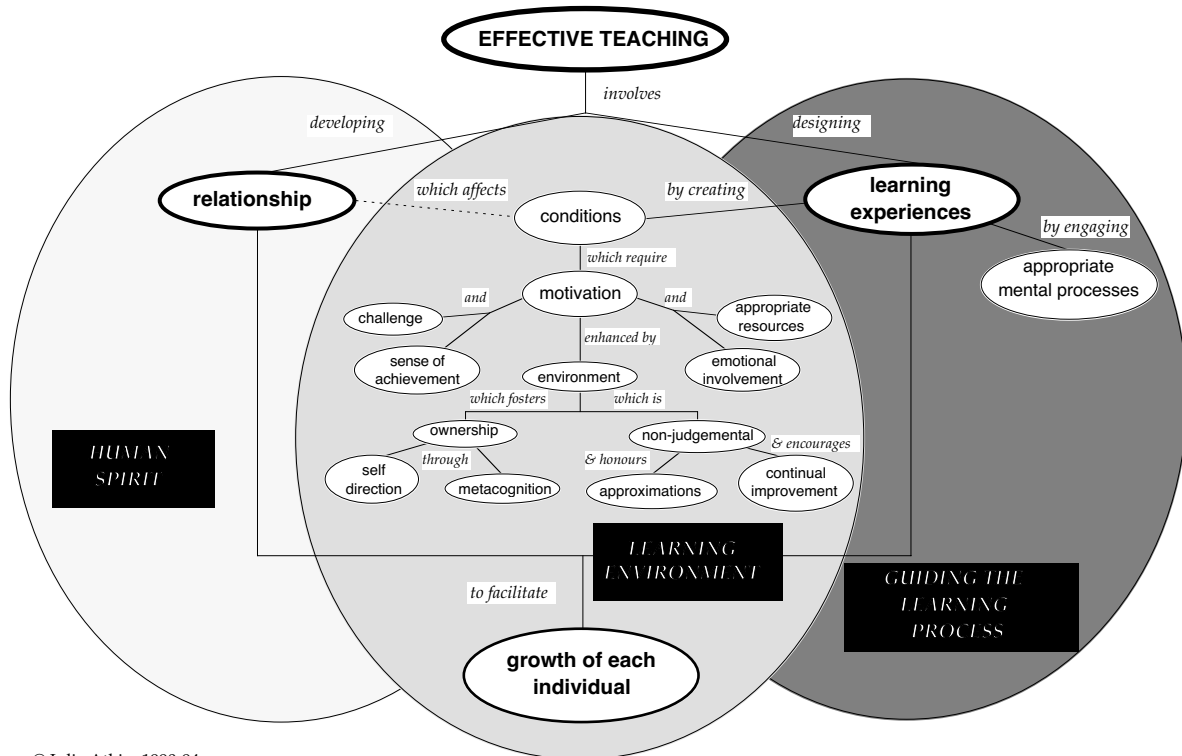 EFFECTIVE TEACHING
involves
developing
designing
relationship
which affects
by creating
learning
experiences
conditions
by engaging
which require
appropriate
mental processes
and
motivation
and
challenge
appropriate
resources
enhanced by
sense of
achievement
environment
emotional
involvement
which fosters
which is
ownership
non-judgemental
& encourages
through
& honours
self
direction
metacognition
approximations
continual
improvement
HUMAN
SPIRIT
LEARNING
ENVIRONMENT
GUIDING THE
LEARNING
PROCESS
to facilitate
growth of each
individual